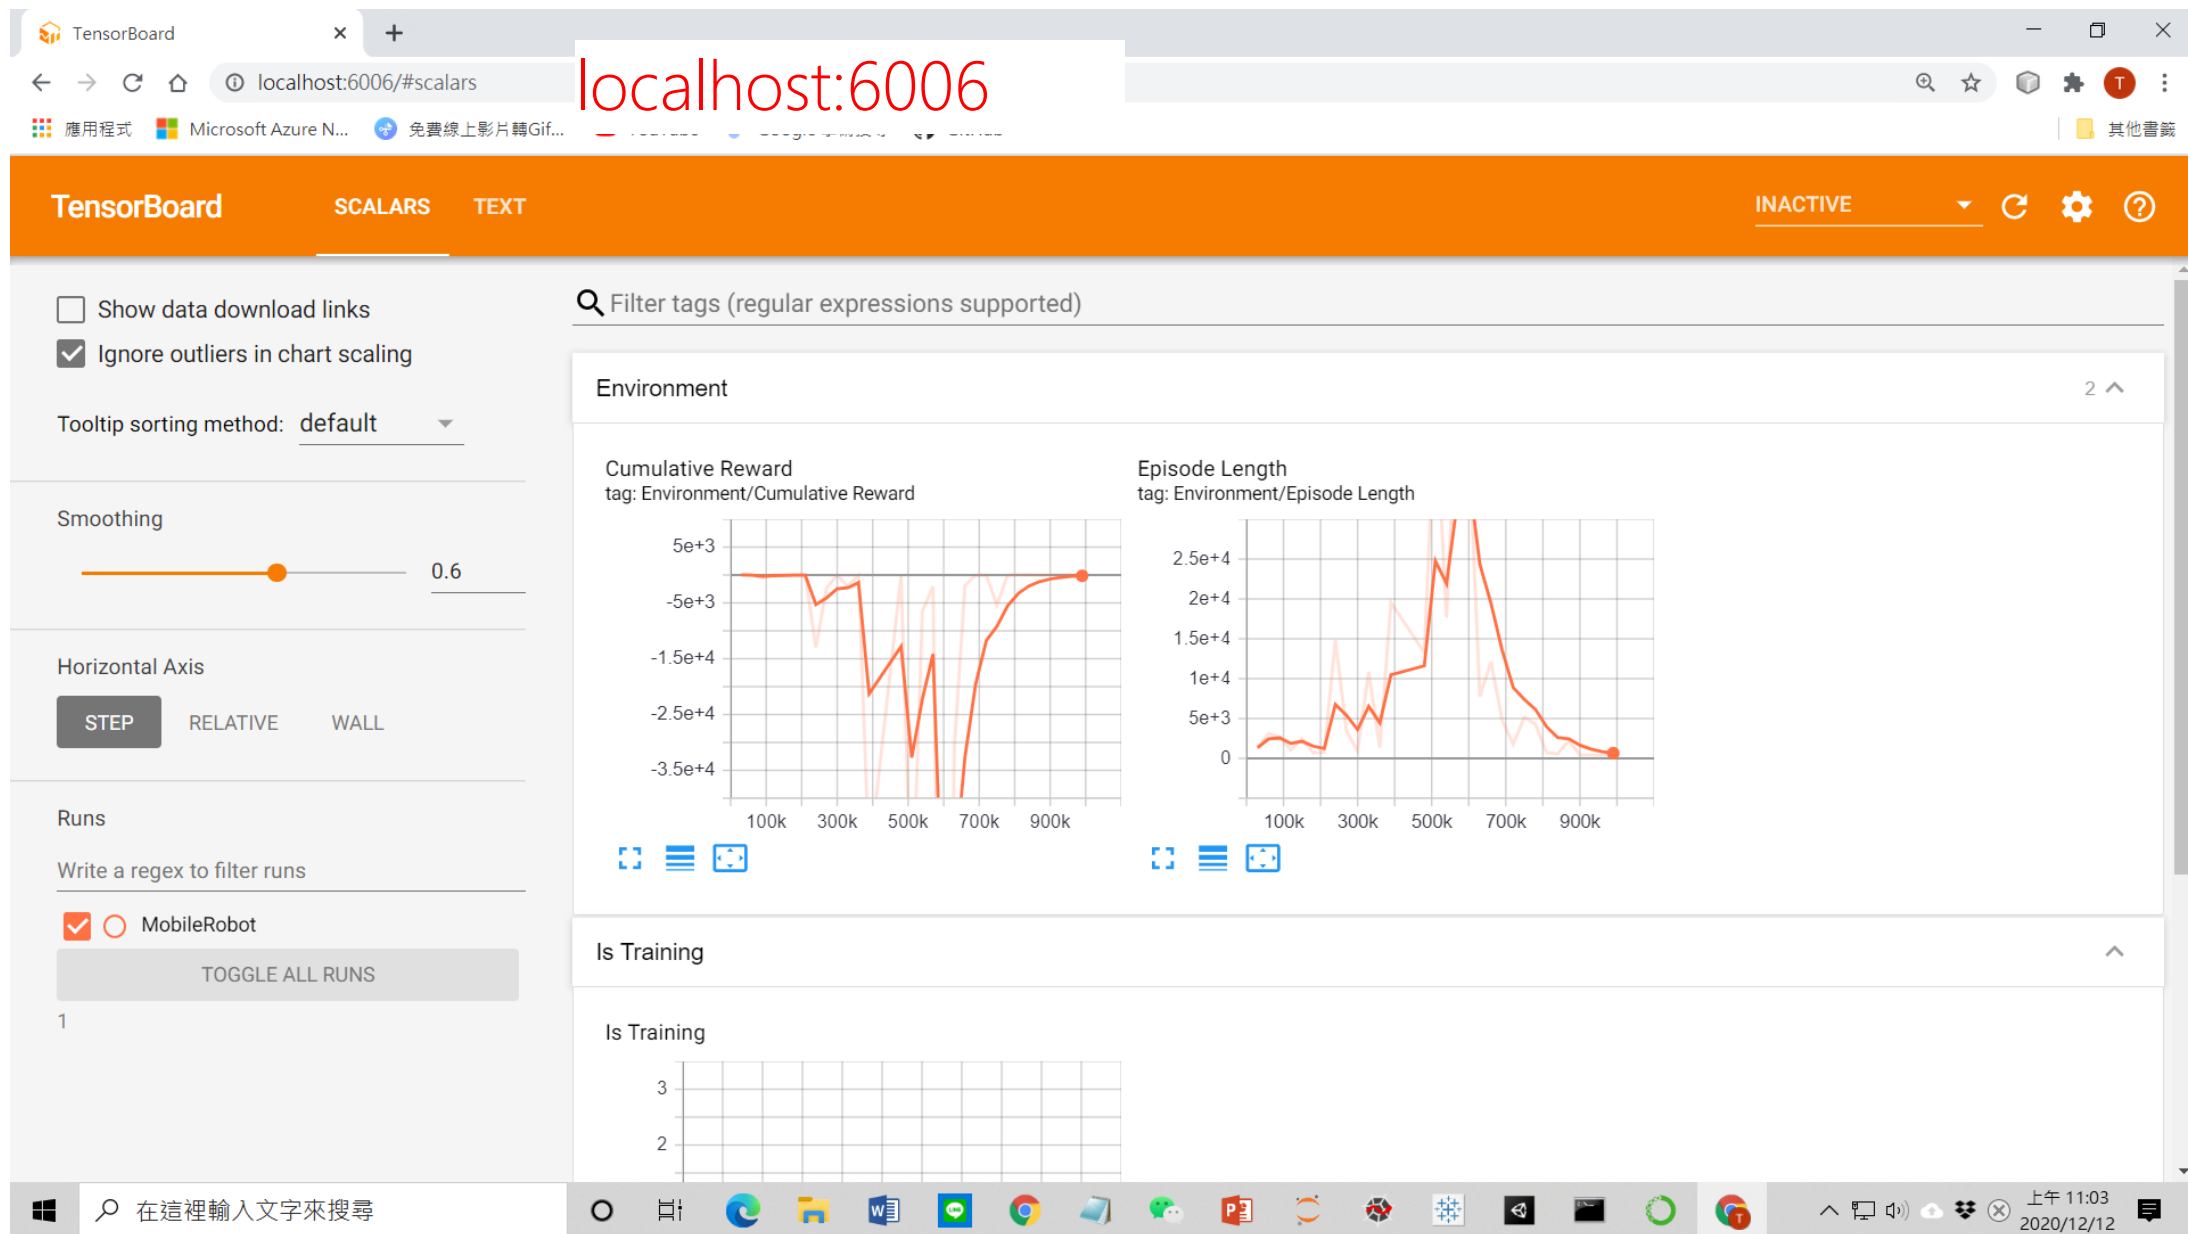 TensorBoard
localhost:6006/#scalars
localhost:6006
應用程式
Microsoft Azure N...
免費線上影片轉Gif...
其他書籤
TensorBoard
SCALARS
TEXT
INACTIVE
Show data download links
Ignore outliers in chart scaling
Tooltip sorting method: default
Smoothing
0.6
Horizontal Axis
STEP
RELATIVE
WALL
Runs
Write a regex to filter runs
MobileRobot
TOGGLE ALL RUNS
1
Filter tags (regular expressions supported)
Environment
2
Cumulative Reward
tag: Environment/Cumulative Reward
5e+3
-5e+3
-1.5e+4
-2.5e+4
-3.5e+4
100k 300k 500k 700k 900k
Episode Length
tag: Environment/Episode Length
2.5e+4
2e+4
1.5e+4
1e+4
5e+3
0
100k 300k 500k 700k 900k
Is Training
Is Training
3
2
在這裡輸入文字來搜尋
上午 11:03
2020/12/12